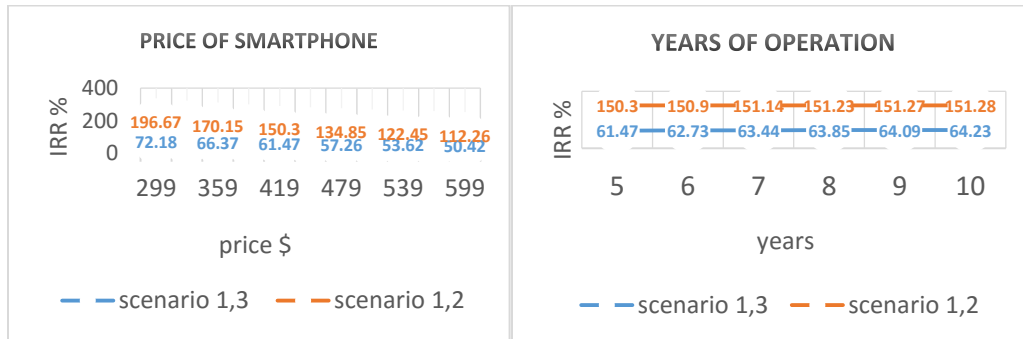 PRICE OF SMARTPHONE
IRR %
400
200
0
196.67 170.15 150.3 134.85 122.45 112.26
72.18 66.37 61.47 57.26 53.62 50.42
299 359 419 479 539 599
price $
scenario 1,3 scenario 1,2
YEARS OF OPERATION
IRR %
150.3 150.9 151.14 151.23 151.27 151.28
61.47 62.73 63.44 63.85 64.09 64.23
5 6 7 8 9 10
years
scenario 1,3 scenario 1,2